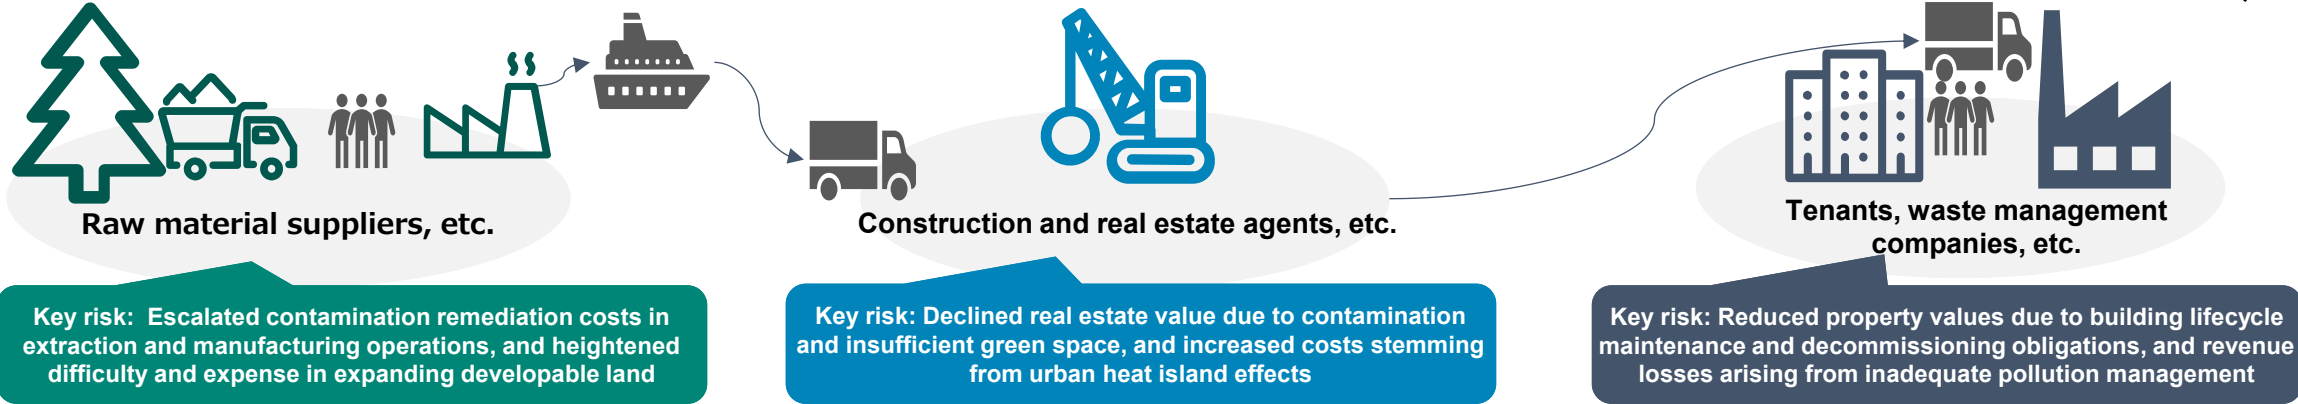 Raw material suppliers, etc.
Key risk:  Escalated contamination remediation costs in
extraction and manufacturing operations, and heightened
difficulty and expense in expanding developable land
Construction and real estate agents, etc.
Key risk: Declined real estate value due to contamination
and insufficient green space, and increased costs stemming
from urban heat island effects
Tenants, waste management
companies, etc.
Key risk: Reduced property values due to building lifecycle
maintenance and decommissioning obligations, and revenue
losses arising from inadequate pollution management